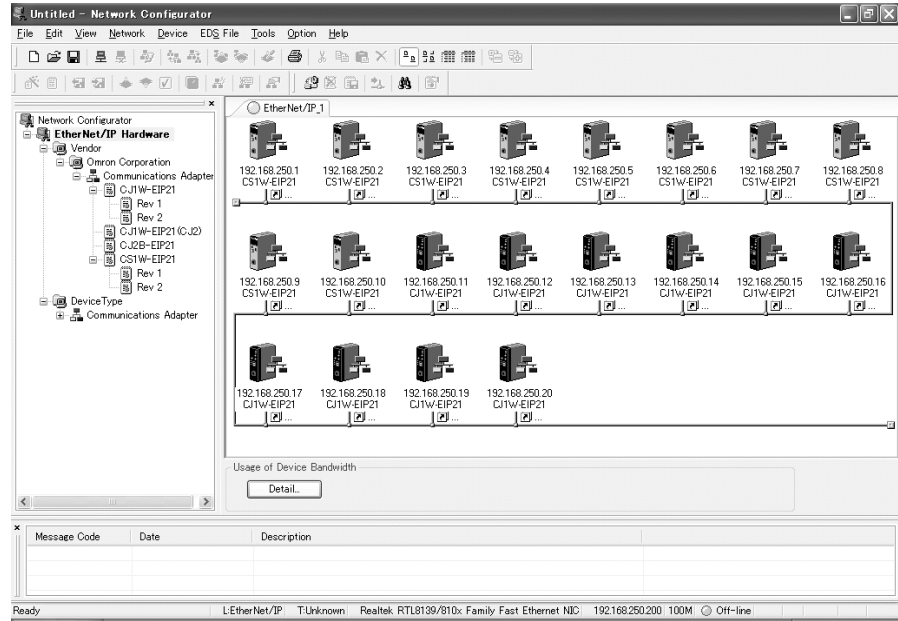 Untitled - Network Configurator
File Edit View Network Device EDS File Tools Option Help
Network Configurator
EtherNet/IP Hardware
Vendor
Omron Corporation
Communications Adapter
CJ1W-EIP21
Rev 1
Rev 2
CJ1W-EIP21(CJ2)
CJ2B-EIP21
CS1W-EIP21
Rev 1
Rev 2
DeviceType
Communications Adapter
EtherNet/IP_1
192.168.250.1 192.168.250.2 192.168.250.3 192.168.250.4 192.168.250.5 192.168.250.6 192.168.250.7 192.168.250.8
CS1W-EIP21 CS1W-EIP21 CS1W-EIP21 CS1W-EIP21 CS1W-EIP21 CS1W-EIP21 CS1W-EIP21 CS1W-EIP21
... ... ... ... ... ... ... ...
192.168.250.9 192.168.250.10 192.168.250.11 192.168.250.12 192.168.250.13 192.168.250.14 192.168.250.15 192.168.250.16
CS1W-EIP21 CS1W-EIP21 CJ1W-EIP21 CJ1W-EIP21 CJ1W-EIP21 CJ1W-EIP21 CJ1W-EIP21 CJ1W-EIP21
... ... ... ... ... ... ... ...
192.168.250.17 192.168.250.18 192.168.250.19 192.168.250.20
CJ1W-EIP21 CJ1W-EIP21 CJ1W-EIP21 CJ1W-EIP21
... ... ... ...
Usage of Device Bandwidth
Detail...
Message Code Date Description
Ready L:EtherNet/IP T:Unknown Realtek RTL8139/810x Family Fast Ethernet NIC 192.168.250.200 100M Off-line